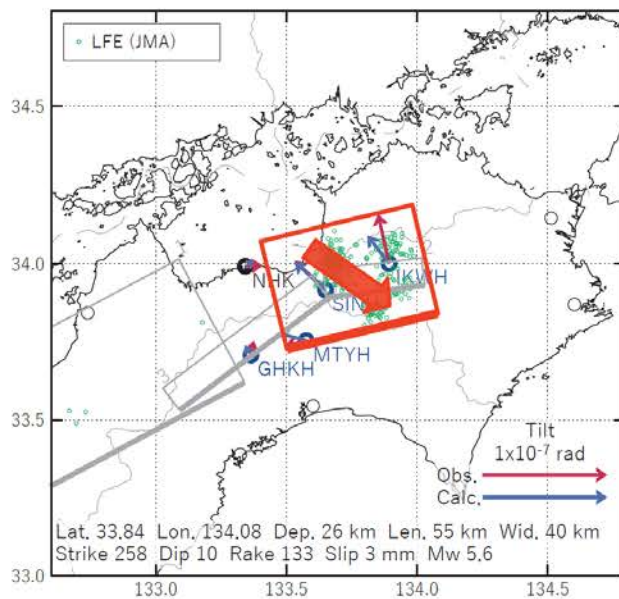 LFE (JMA)
34.5
34.0
33.5
33.0
NHK
IKWH
MTYH
GHKH
Tilt
1x10⁻⁷ rad
Obs.
Calc.
Lat. 33.84 Lon. 134.08 Dep. 26 km Len. 55 km Wid. 40 km
Strike 258 Dip 10 Rake 133 Slip 3 mm Mw 5.6
133.0 133.5 134.0 134.5